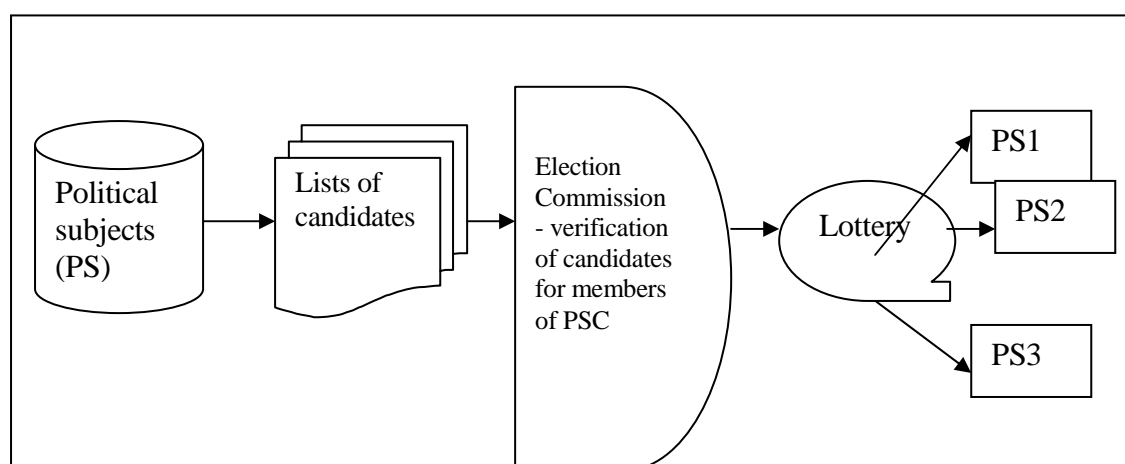 Political
subjects
(PS)
Lists of
candidates
Election
Commission
- verification
of candidates
for members
of PSC
Lottery
PS1
PS2
PS3